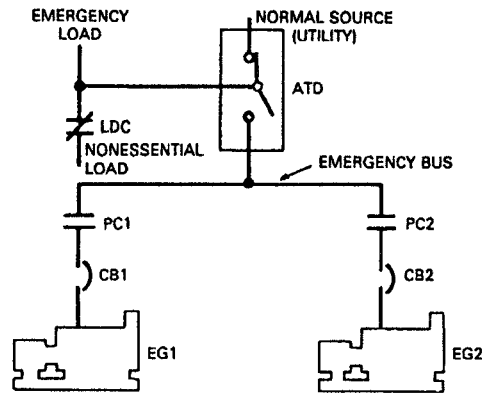 EMERGENCY
LOAD
NORMAL SOURCE
(UTILITY)
ATD
LDC
NONESSENTIAL
LOAD
EMERGENCY BUS
PC1
PC2
CB1
CB2
EG1
EG2